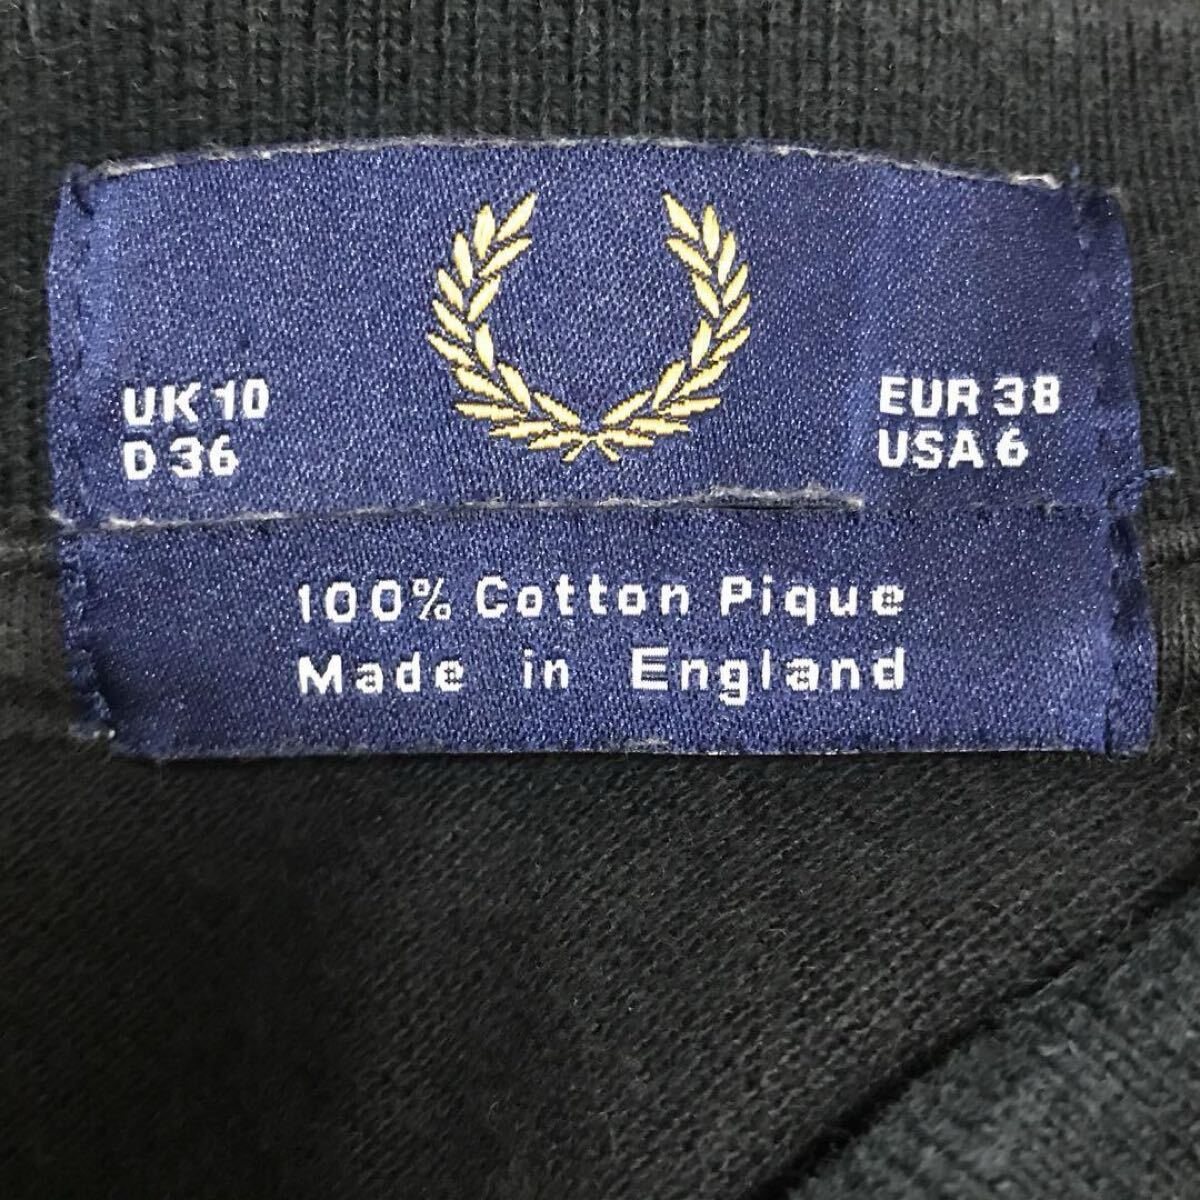 UK 10
D 36
EUR 38
USA 6
100% Cotton Pique
Made in England